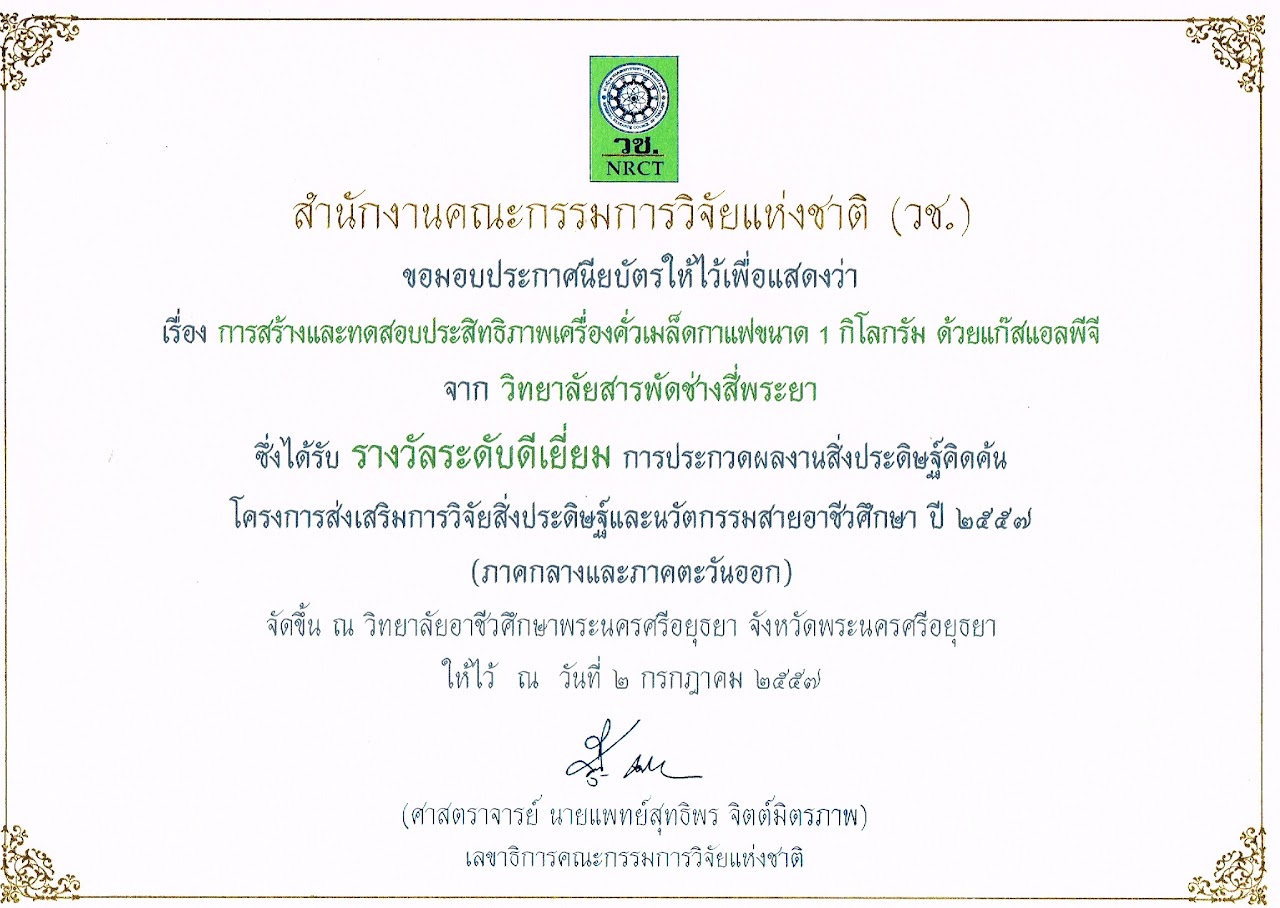 วช.
NRCT
สำนักงานคณะกรรมการวิจัยแห่งชาติ (วช.)
ขอมอบประกาศนียบัตรให้ไว้เพื่อแสดงว่า
เรื่อง การสร้างและทดสอบประสิทธิภาพเครื่องคั่วเมล็ดกาแฟขนาด 1 กิโลกรัม ด้วยแก๊สแอลพีจี
จาก วิทยาลัยสารพัดช่างสี่พระยา
ซึ่งได้รับ รางวัลระดับดีเยี่ยม การประกวดผลงานสิ่งประดิษฐ์คิดค้น
โครงการส่งเสริมการวิจัยสิ่งประดิษฐ์และนวัตกรรมสายอาชีวศึกษา ปี ๒๕๕๗
(ภาคกลางและภาคตะวันออก)
จัดขึ้น ณ วิทยาลัยอาชีวศึกษาพระนครศรีอยุธยา จังหวัดพระนครศรีอยุธยา
ให้ไว้ ณ วันที่ ๒ กรกฎาคม ๒๕๕๗
(ศาสตราจารย์ นายแพทย์สุทธิพร จิตต์มิตรภาพ)
เลขาธิการคณะกรรมการวิจัยแห่งชาติ